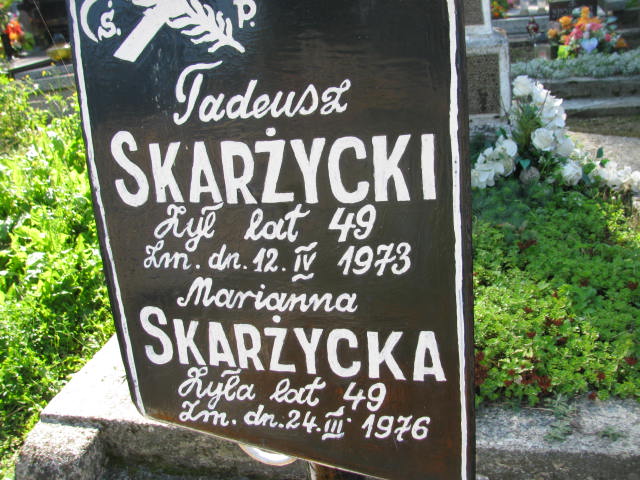 Ś. P.
Tadeusz
SKARŻYCKI
Żył lat 49
Zm. dn. 12. IV 1973
Marianna
SKARŻYCKA
Żyła lat 49
Zm. dn. 24. III 1976